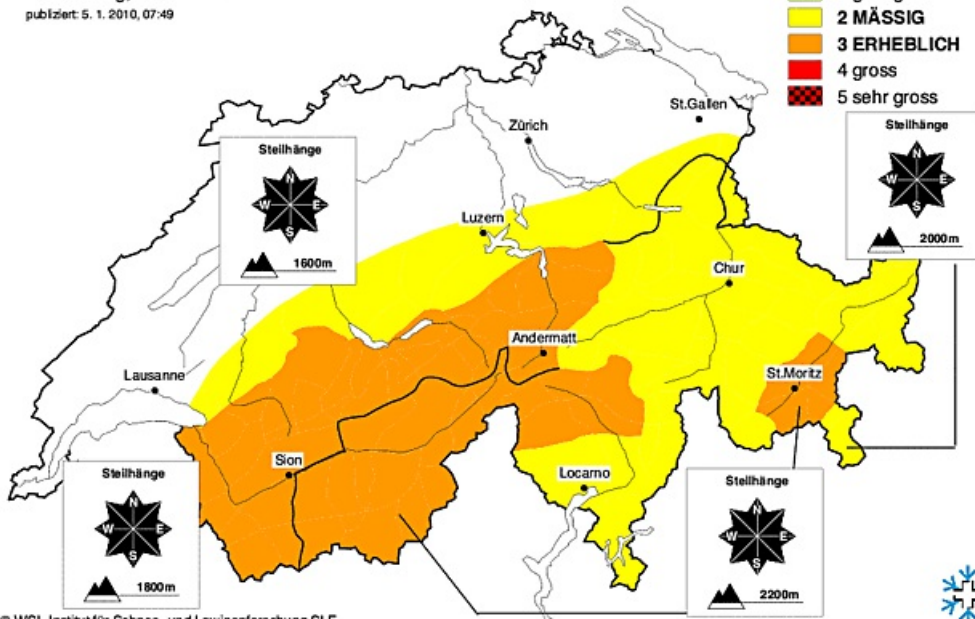 publiziert: 5. 1. 2010, 07:49
2 MÄSSIG
3 ERHEBLICH
4 gross
5 sehr gross
St.Gallen
Zürich
Steilhänge
N
W E
S
2000m
Steilhänge
N
W E
S
1600m
Luzern
Chur
Andermatt
Lausanne
St.Moritz
Sion
Locarno
Steilhänge
N
W E
S
1800m
Steilhänge
N
W E
S
2200m